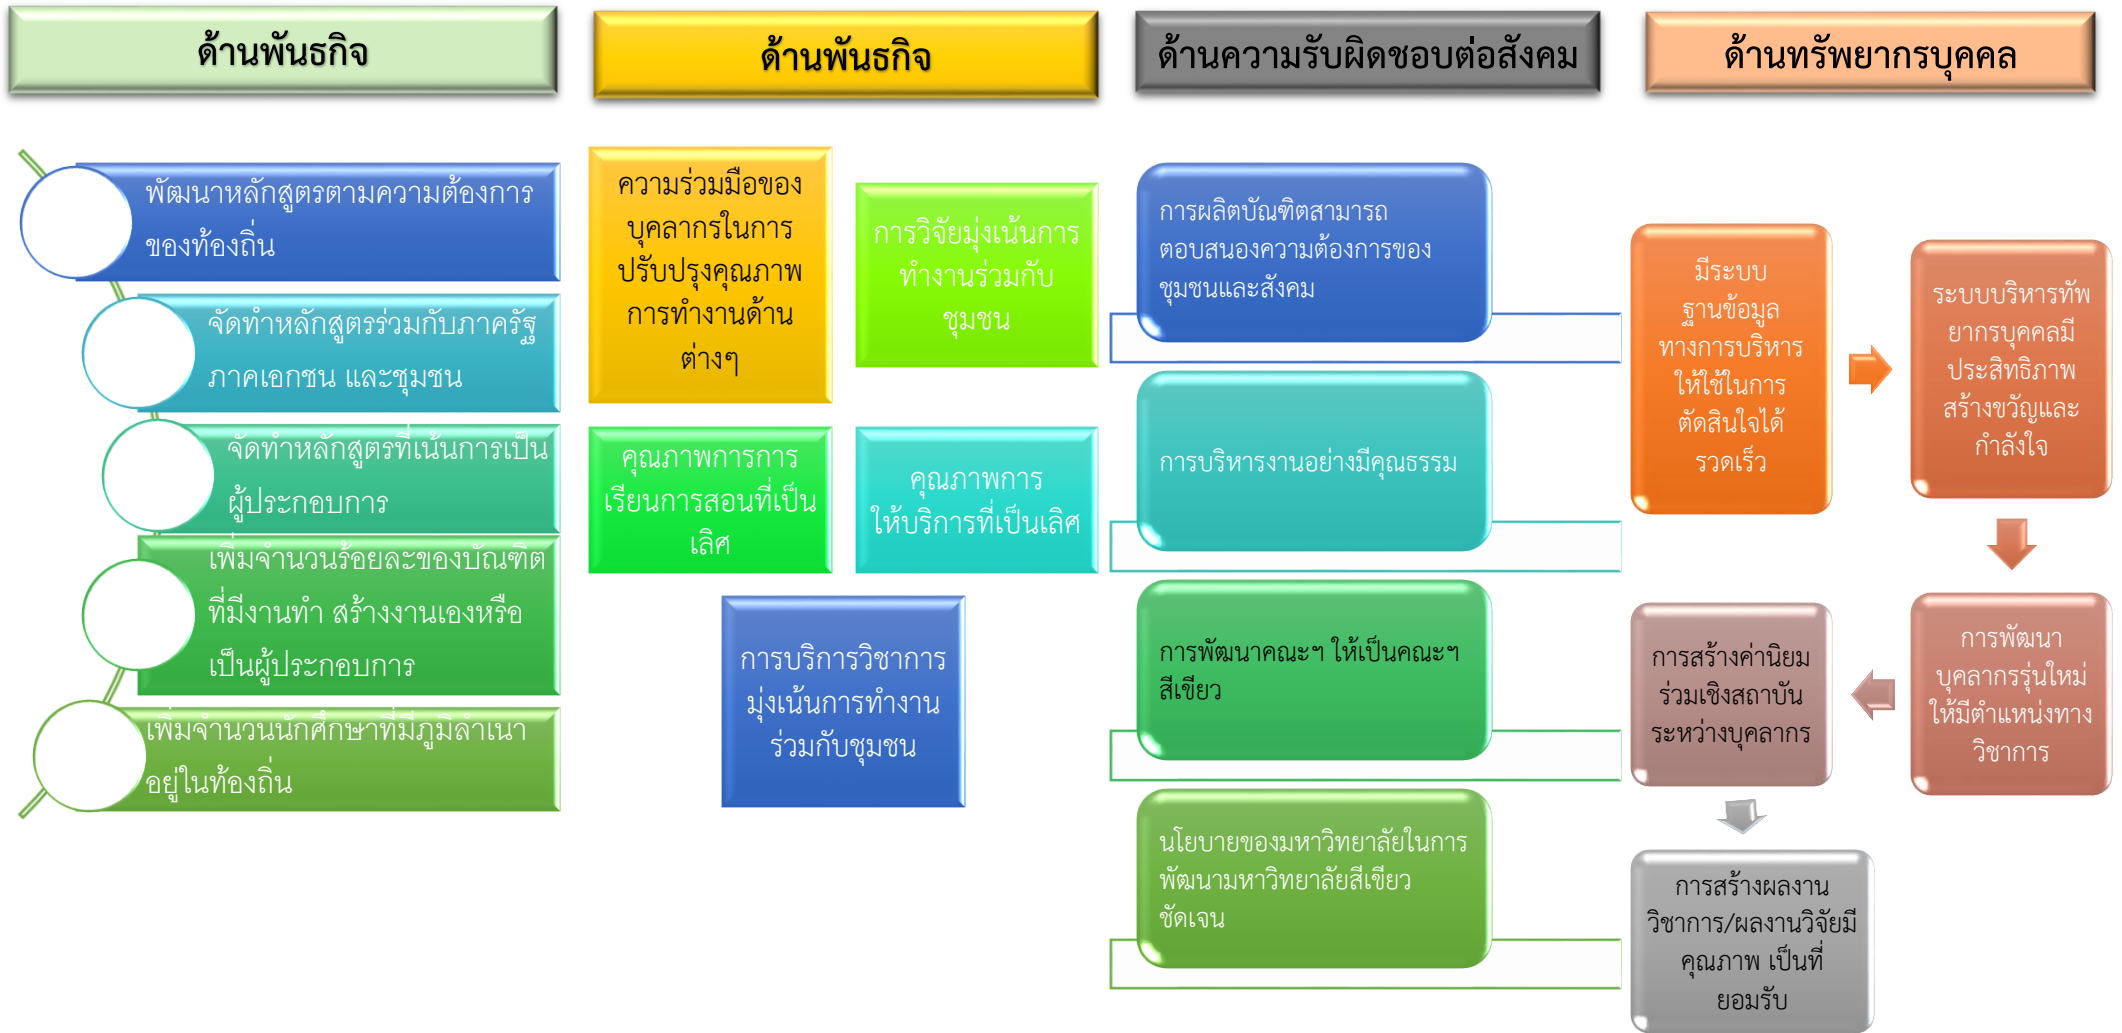 ด้านพันธกิจ
พัฒนาหลักสูตรตามความต้องการ
ของท้องถิ่น
จัดทำหลักสูตรร่วมกับภาครัฐ
ภาคเอกชน และชุมชน
จัดทำหลักสูตรที่เน้นการเป็น
ผู้ประกอบการ
เพิ่มจำนวนร้อยละของบัณฑิต
ที่มีงานทำ สร้างงานเองหรือ
เป็นผู้ประกอบการ
เพิ่มจำนวนนักศึกษาที่มีภูมิลำเนา
อยู่ในท้องถิ่น
ด้านพันธกิจ
ความร่วมมือของ
บุคลากรในการ
ปรับปรุงคุณภาพ
การทำงานด้าน
ต่างๆ
การวิจัยมุ่งเน้นการ
ทำงานร่วมกับ
ชุมชน
คุณภาพการการ
เรียนการสอนที่เป็น
เลิศ
คุณภาพการ
ให้บริการที่เป็นเลิศ
การบริการวิชาการ
มุ่งเน้นการทำงาน
ร่วมกับชุมชน
ด้านความรับผิดชอบต่อสังคม
การผลิตบัณฑิตสามารถ
ตอบสนองความต้องการของ
ชุมชนและสังคม
การบริหารงานอย่างมีคุณธรรม
การพัฒนาคณะฯ ให้เป็นคณะฯ
สีเขียว
นโยบายของมหาวิทยาลัยในการ
พัฒนามหาวิทยาลัยสีเขียว
ชัดเจน
ด้านทรัพยากรบุคคล
มีระบบ
ฐานข้อมูล
ทางการบริหาร
ให้ใช้ในการ
ตัดสินใจได้
รวดเร็ว
ระบบบริหารทัพ
ยากรบุคคลมี
ประสิทธิภาพ
สร้างขวัญและ
กำลังใจ
การพัฒนา
บุคลากรรุ่นใหม่
ให้มีตำแหน่งทาง
วิชาการ
การสร้างค่านิยม
ร่วมเชิงสถาบัน
ระหว่างบุคลากร
การสร้างผลงาน
วิชาการ/ผลงานวิจัยมี
คุณภาพ เป็นที่
ยอมรับ